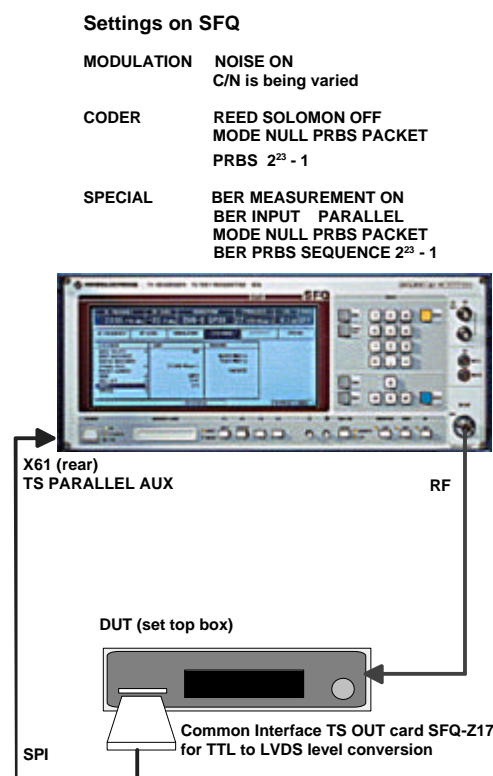 Settings on SFQ
MODULATION NOISE ON
C/N is being varied
CODER REED SOLOMON OFF
MODE NULL PRBS PACKET
PRBS 2²³ - 1
SPECIAL BER MEASUREMENT ON
BER INPUT PARALLEL
MODE NULL PRBS PACKET
BER PRBS SEQUENCE 2²³ - 1
SFQ
X61 (rear)
TS PARALLEL AUX
RF
DUT (set top box)
Common Interface TS OUT card SFQ-Z17
for TTL to LVDS level conversion
SPI